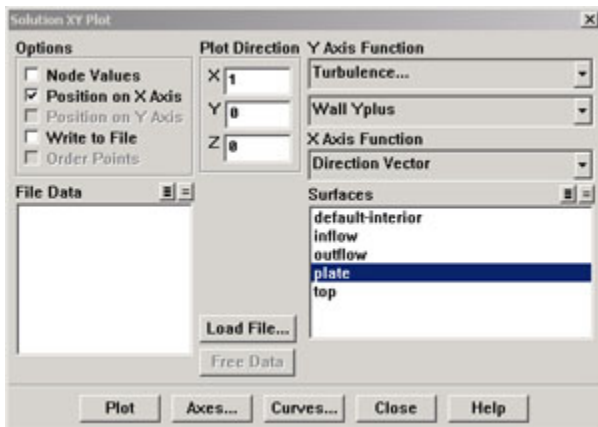 Solution XY Plot
Options
Node Values
Position on X Axis
Position on Y Axis
Write to File
Order Points
Plot Direction
X 1
Y 0
Z 0
Y Axis Function
Turbulence...
Wall Yplus
X Axis Function
Direction Vector
File Data
Surfaces
default-interior
inflow
outflow
plate
top
Load File...
Free Data
Plot Axes... Curves... Close Help